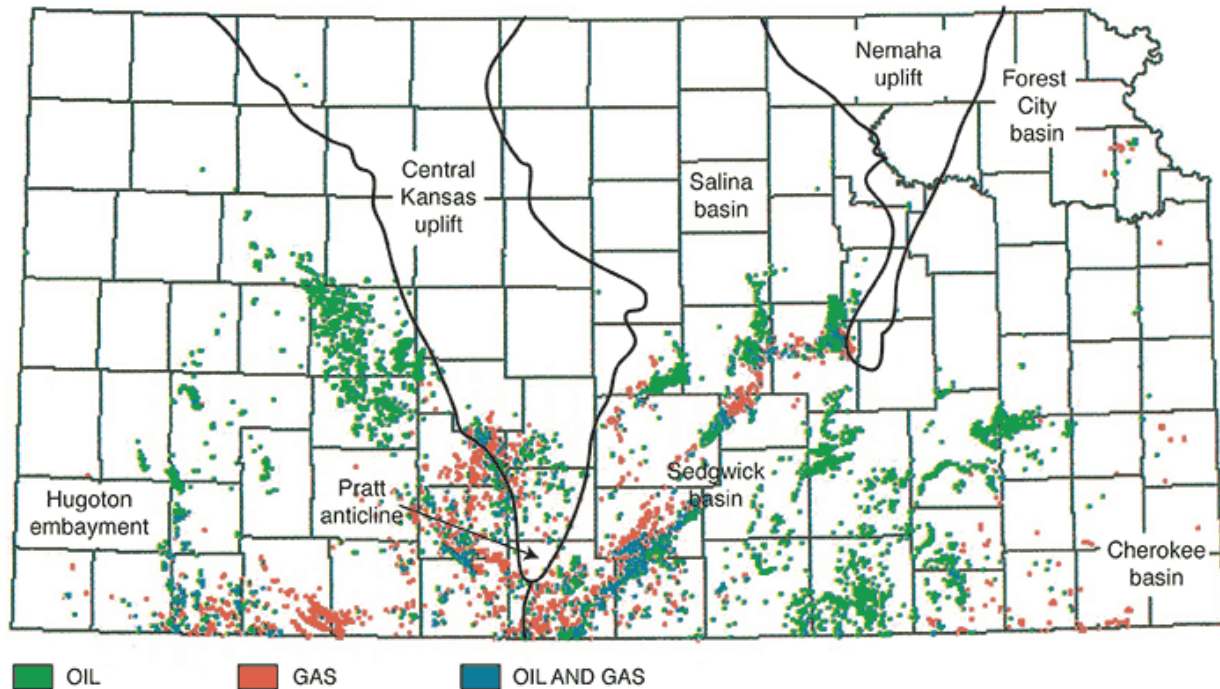 Nemaha
uplift
Forest
City
basin
Central
Kansas
uplift
Salina
basin
Hugoton
embayment
Pratt
anticline
Sedgwick
basin
Cherokee
basin
OIL
GAS
OIL AND GAS